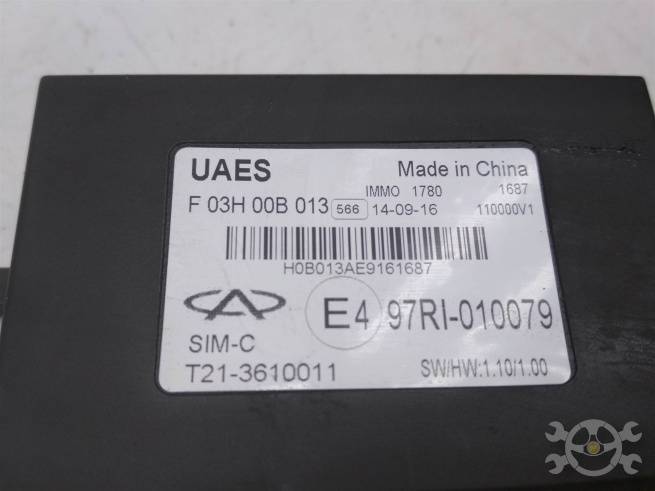 UAES Made in China
IMMO 1780 1687
F 03H 00B 013 566 14-09-16 110000V1
H0B013AE9161687
E4 97RI-010079
SIM-C
T21-3610011 SW/HW:1.10/1.00